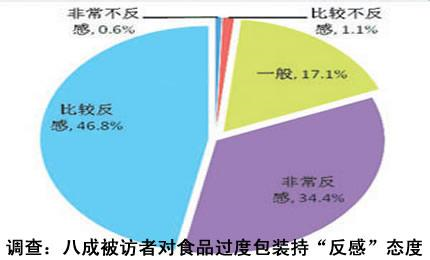 非常不反
感, 0.6%
比较不反
感, 1.1%
一般, 17.1%
比较反
感, 46.8%
非常反
感,
34.4%
调查：八成被访者对食品过度包装持“反感”态度